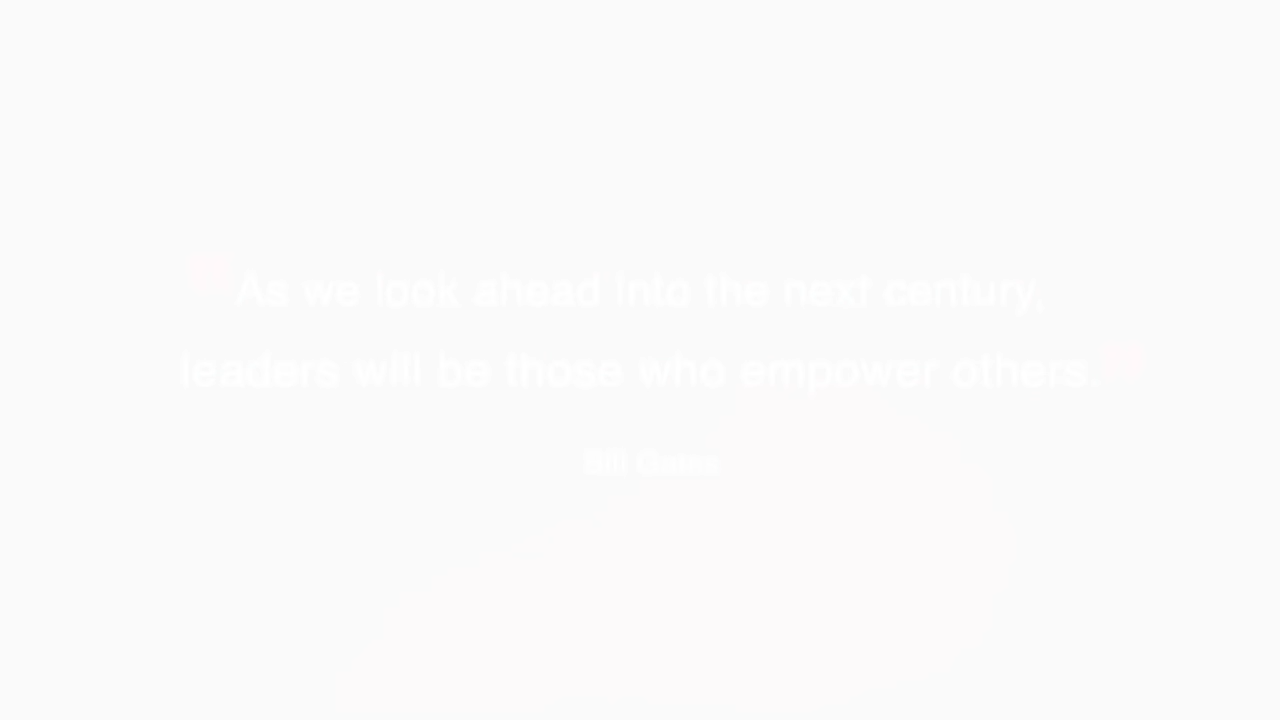 "As we look ahead into the next century,
leaders will be those who empower others."
Bill Gates